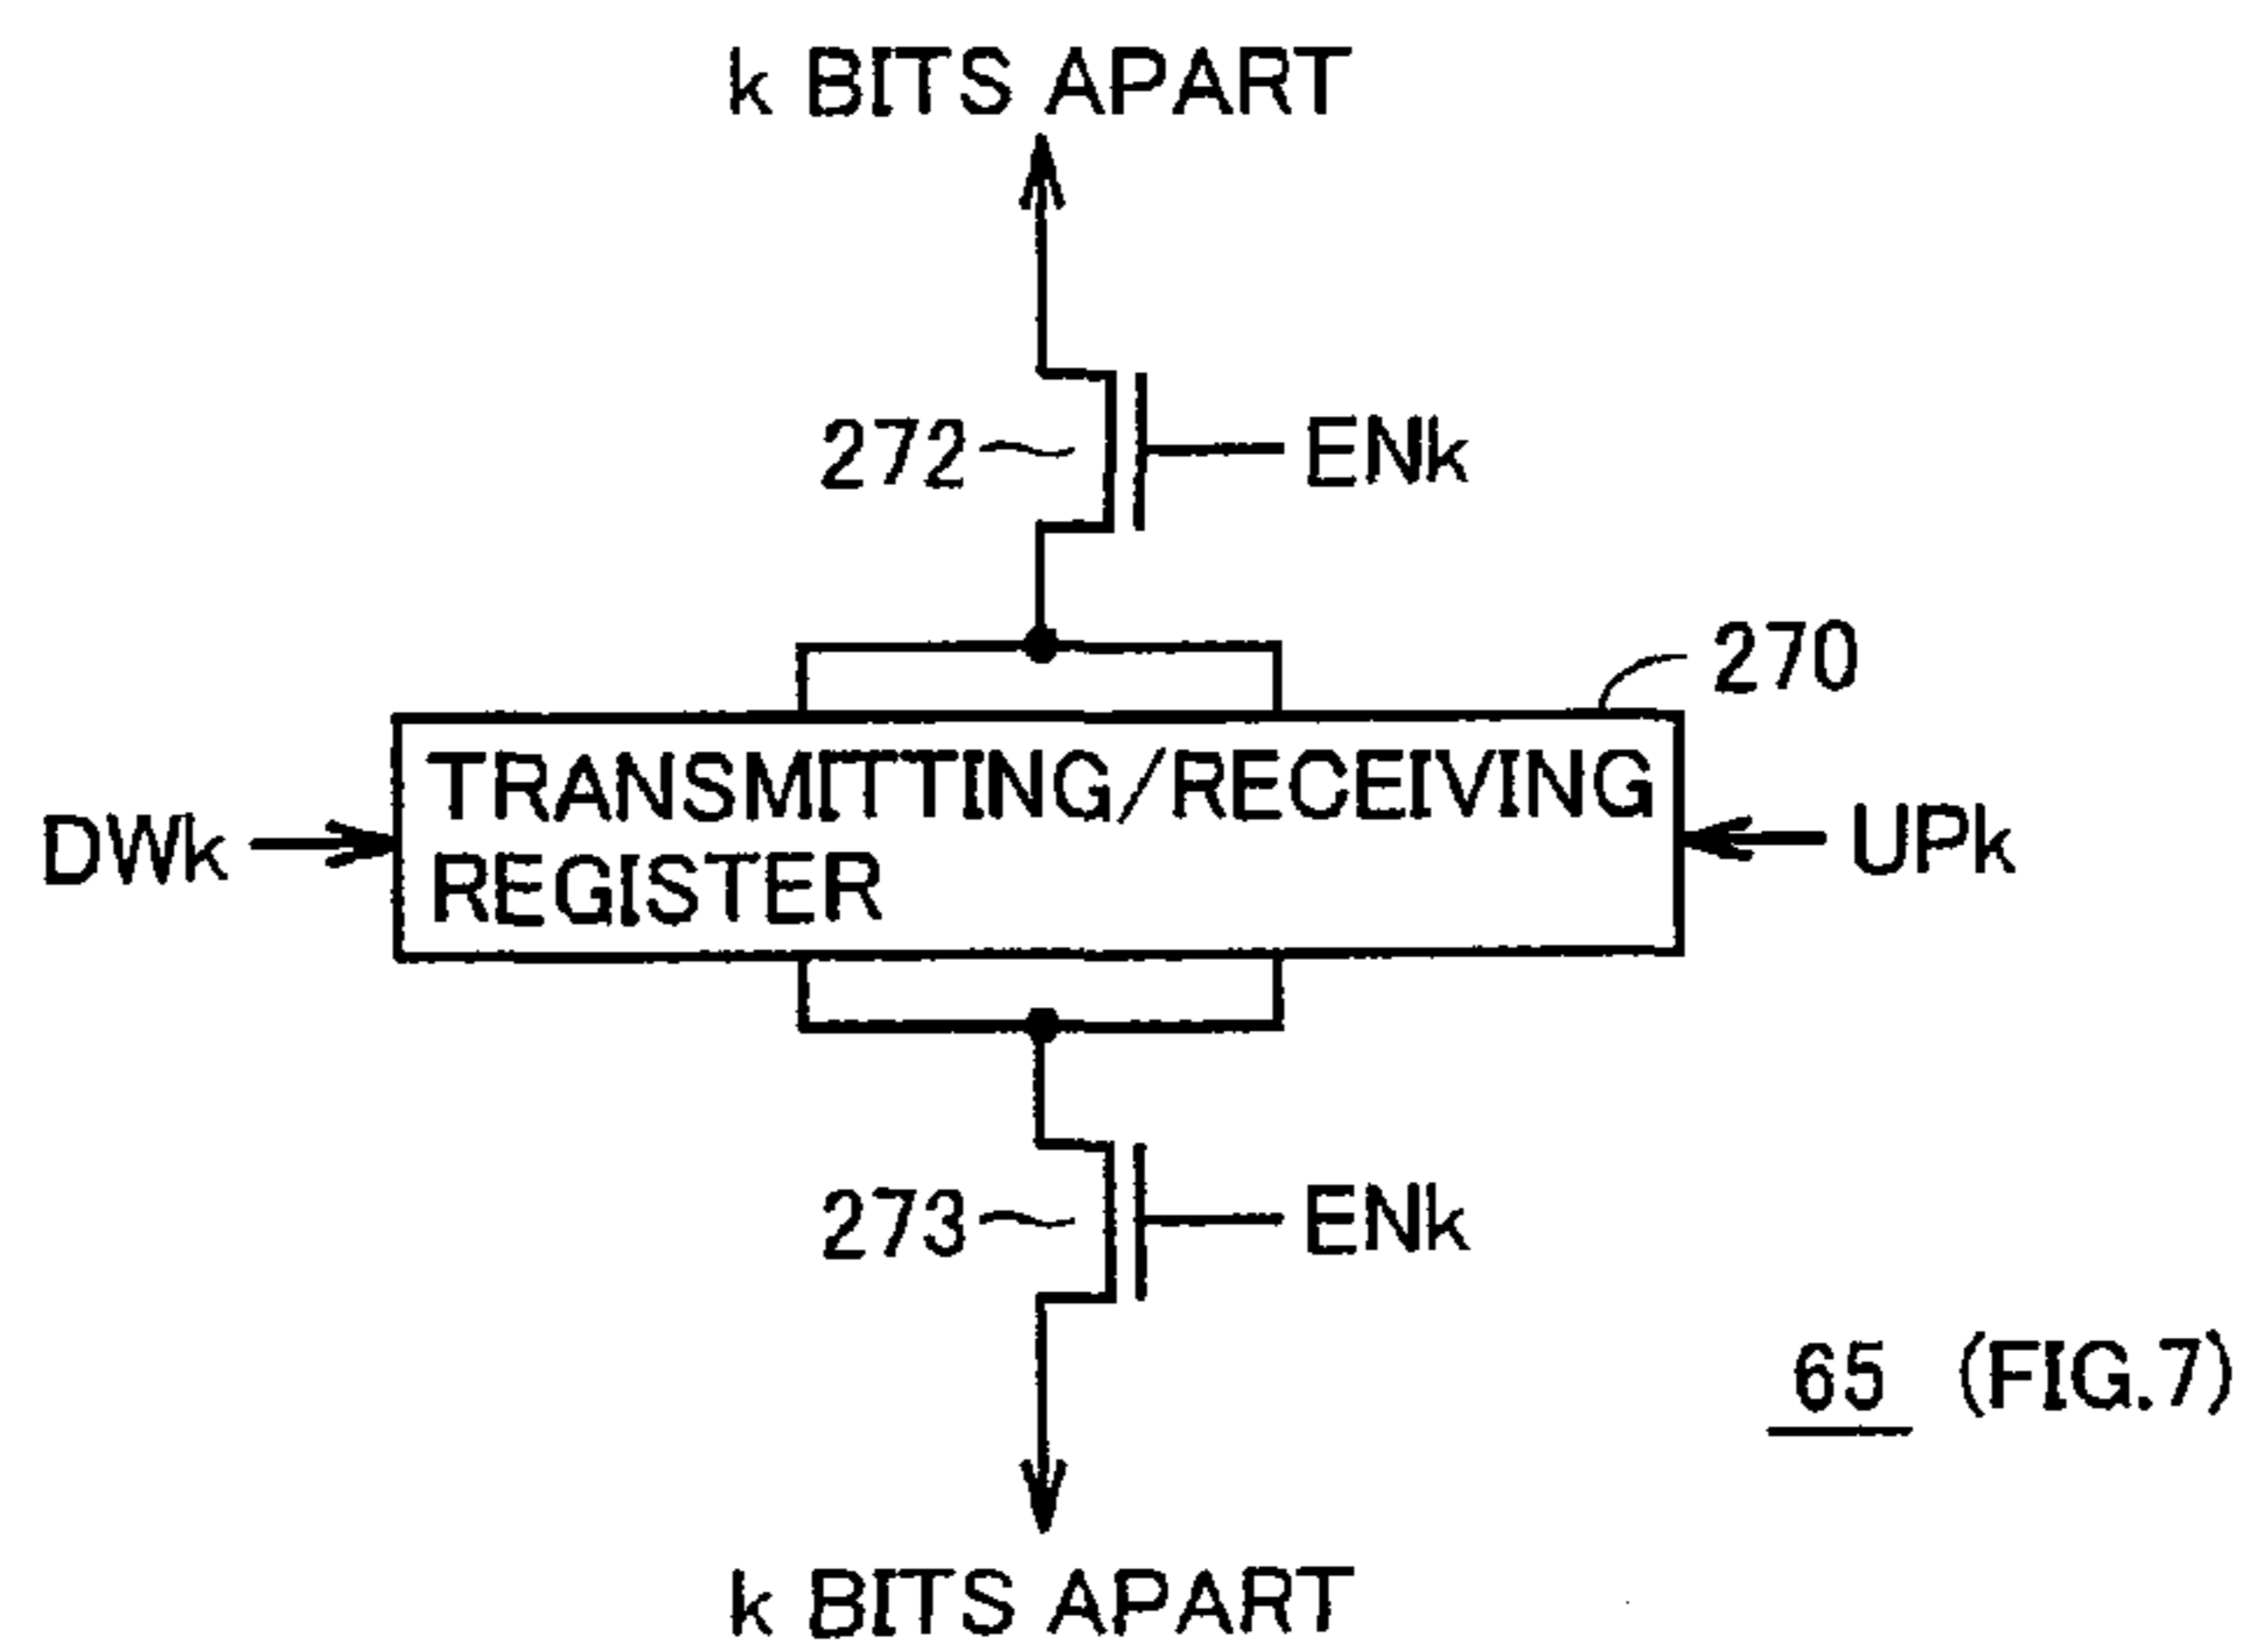 k BITS APART
272
ENk
270
TRANSMITTING/RECEIVING
REGISTER
DWk
UPk
273
ENk
65 (FIG.7)
k BITS APART